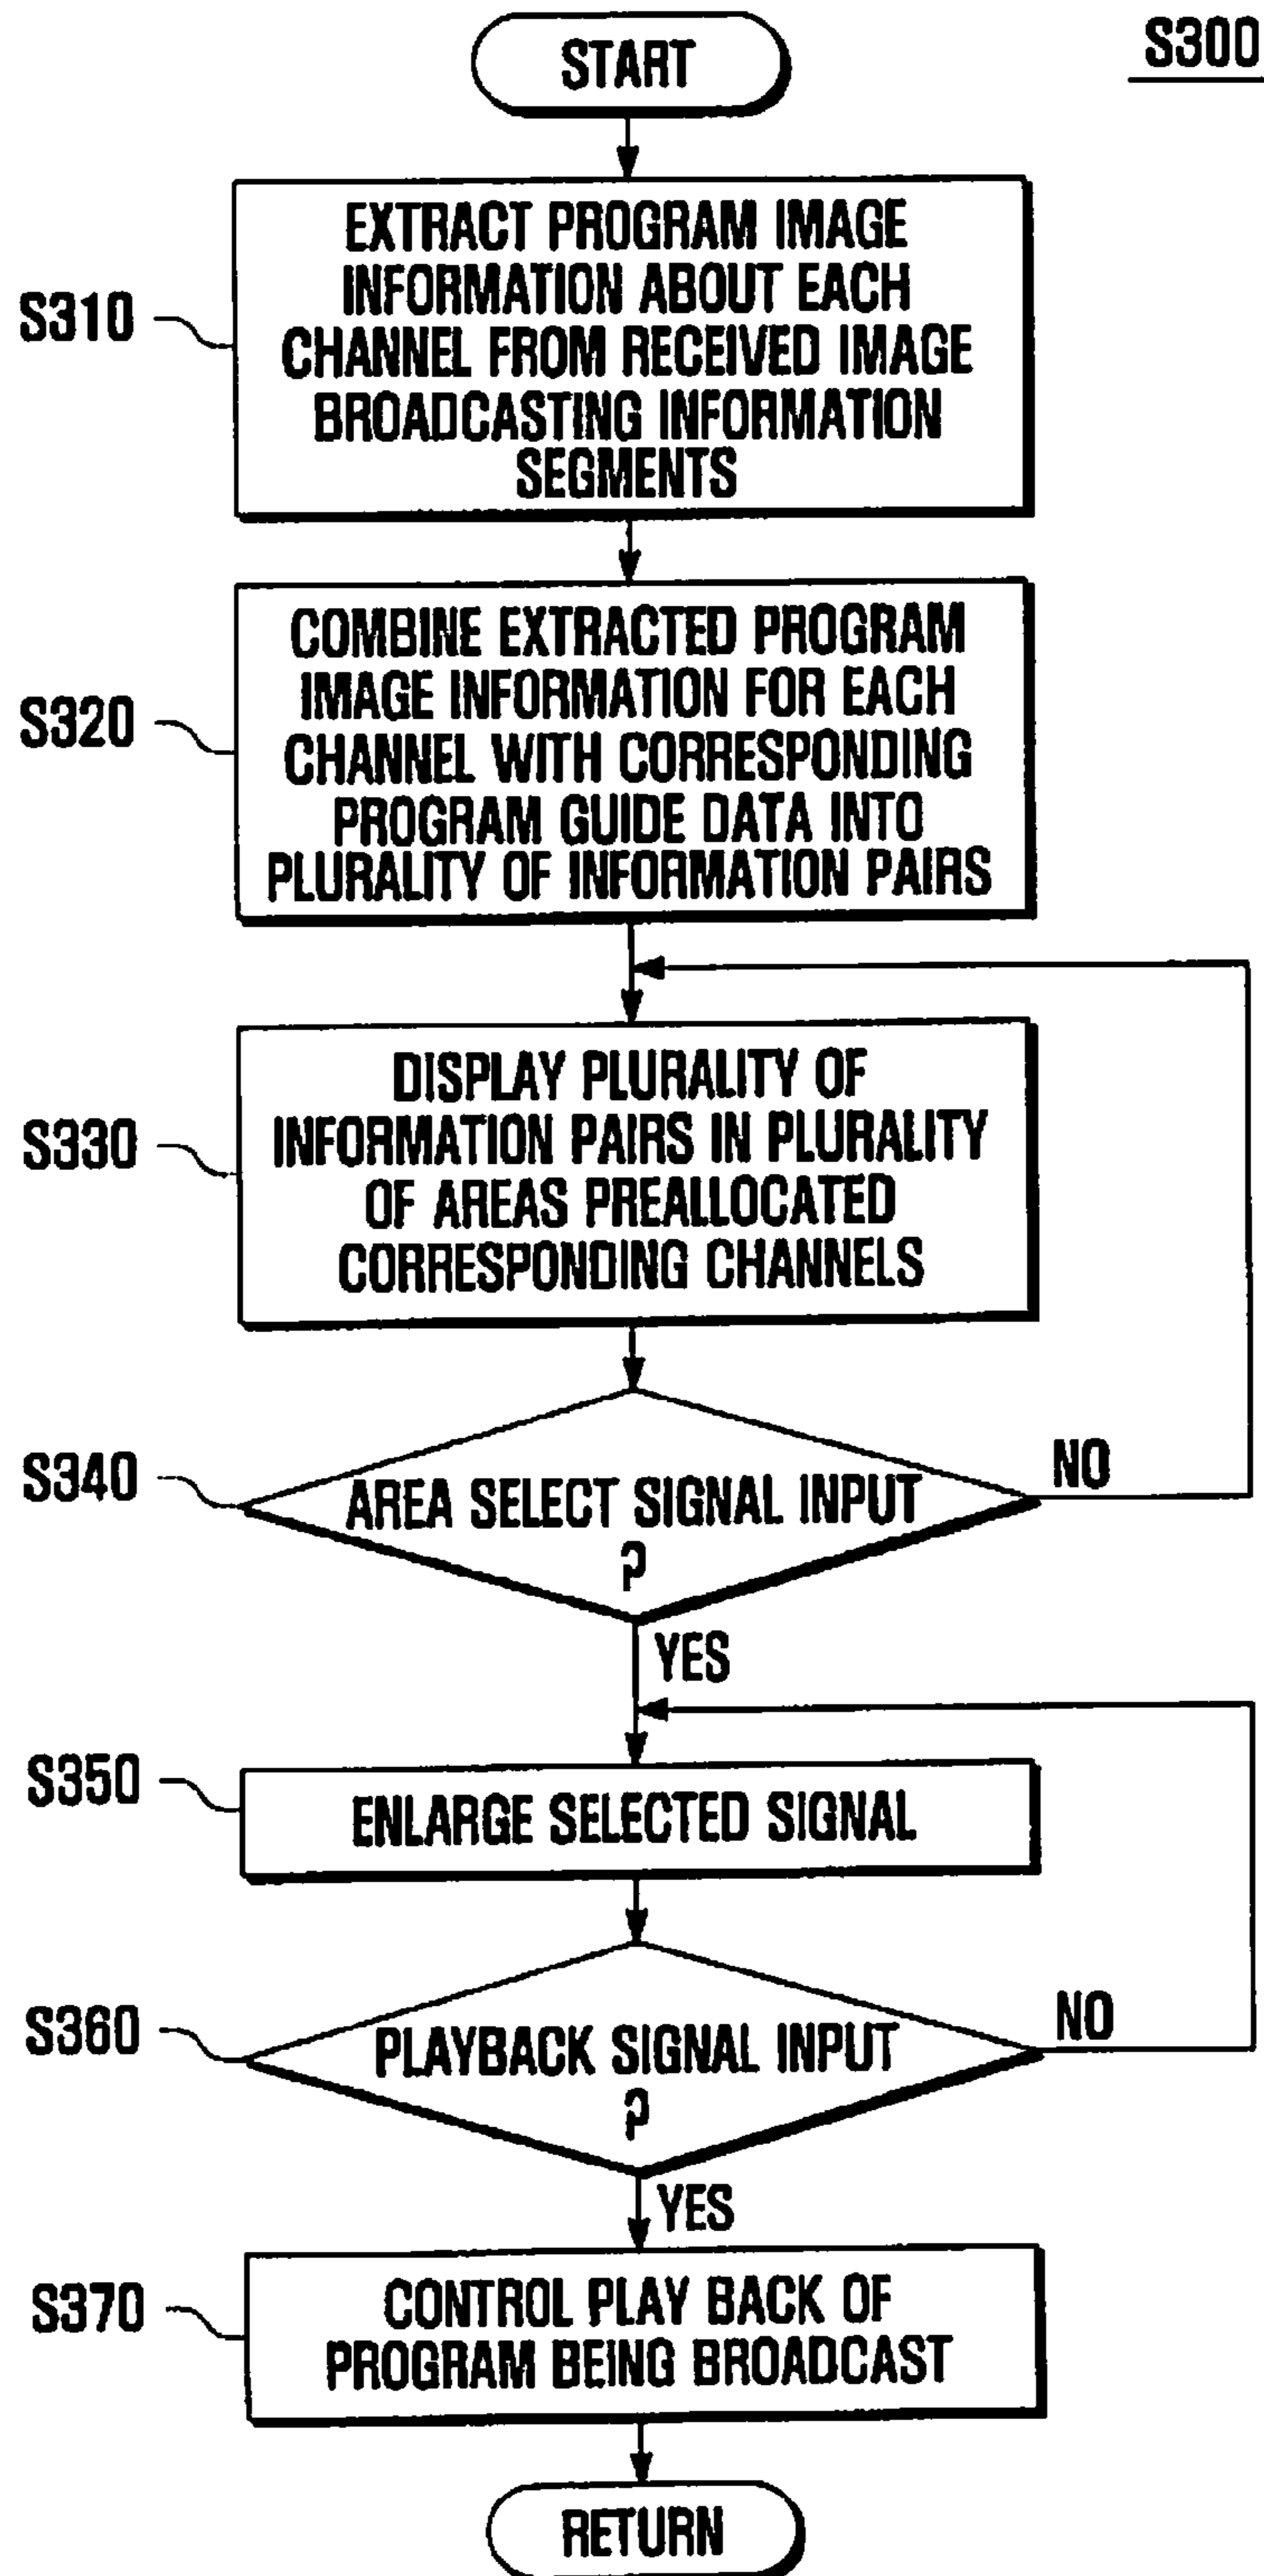 S300
START
S310
EXTRACT PROGRAM IMAGE
INFORMATION ABOUT EACH
CHANNEL FROM RECEIVED IMAGE
BROADCASTING INFORMATION
SEGMENTS
S320
COMBINE EXTRACTED PROGRAM
IMAGE INFORMATION FOR EACH
CHANNEL WITH CORRESPONDING
PROGRAM GUIDE DATA INTO
PLURALITY OF INFORMATION PAIRS
S330
DISPLAY PLURALITY OF
INFORMATION PAIRS IN PLURALITY
OF AREAS PREALLOCATED
CORRESPONDING CHANNELS
S340
AREA SELECT SIGNAL INPUT
?
NO
YES
S350
ENLARGE SELECTED SIGNAL
S360
PLAYBACK SIGNAL INPUT
?
NO
YES
S370
CONTROL PLAY BACK OF
PROGRAM BEING BROADCAST
RETURN